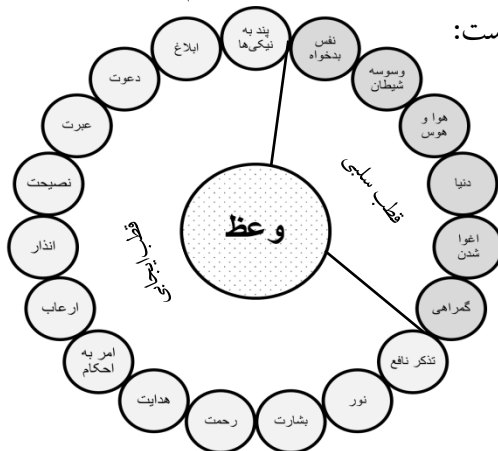 ست:
پند به
نیکی‌ها
نفس
بدخواه
وسوسه
شیطان
هوا و
هوس
دنیا
اغوا
شدن
گمراهی
تذکر نافع
نور
بشارت
رحمت
هدایت
امر به
احکام
ارعاب
انذار
نصیحت
عبرت
دعوت
ابلاغ
وعظ
قطب سلبی
قطب ایجابی